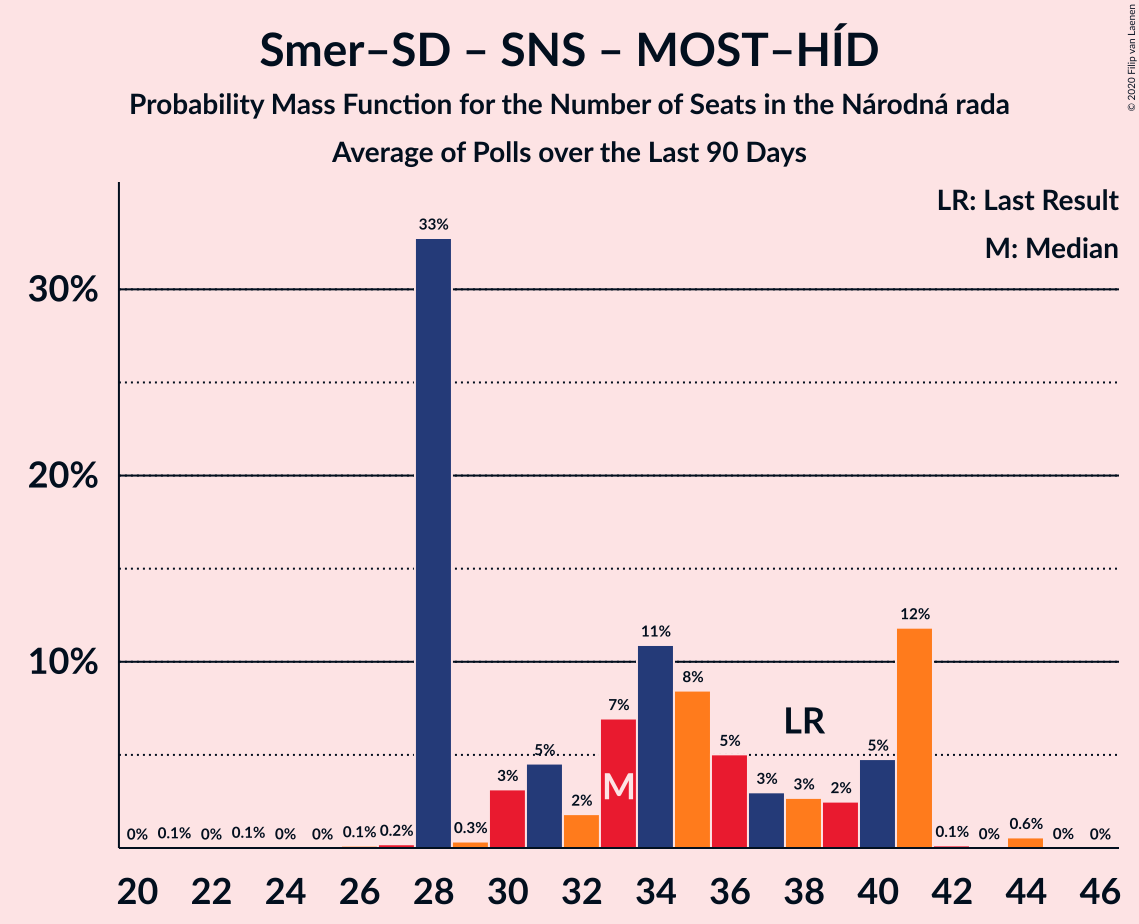 Smer–SD – SNS – MOST–HÍD
Probability Mass Function for the Number of Seats in the Národná rada
Average of Polls over the Last 90 Days
© 2020 Filip van Laenen
LR: Last Result
M: Median
30%
20%
10%
0% 0.1% 0% 0.1% 0% 0% 0.1% 0.2% 33% 0.3% 3% 5% 2% 7% 11% 8% 5% 3% 3% 2% 5% 12% 0.1% 0% 0.6% 0% 0%
LR
M
20 22 24 26 28 30 32 34 36 38 40 42 44 46